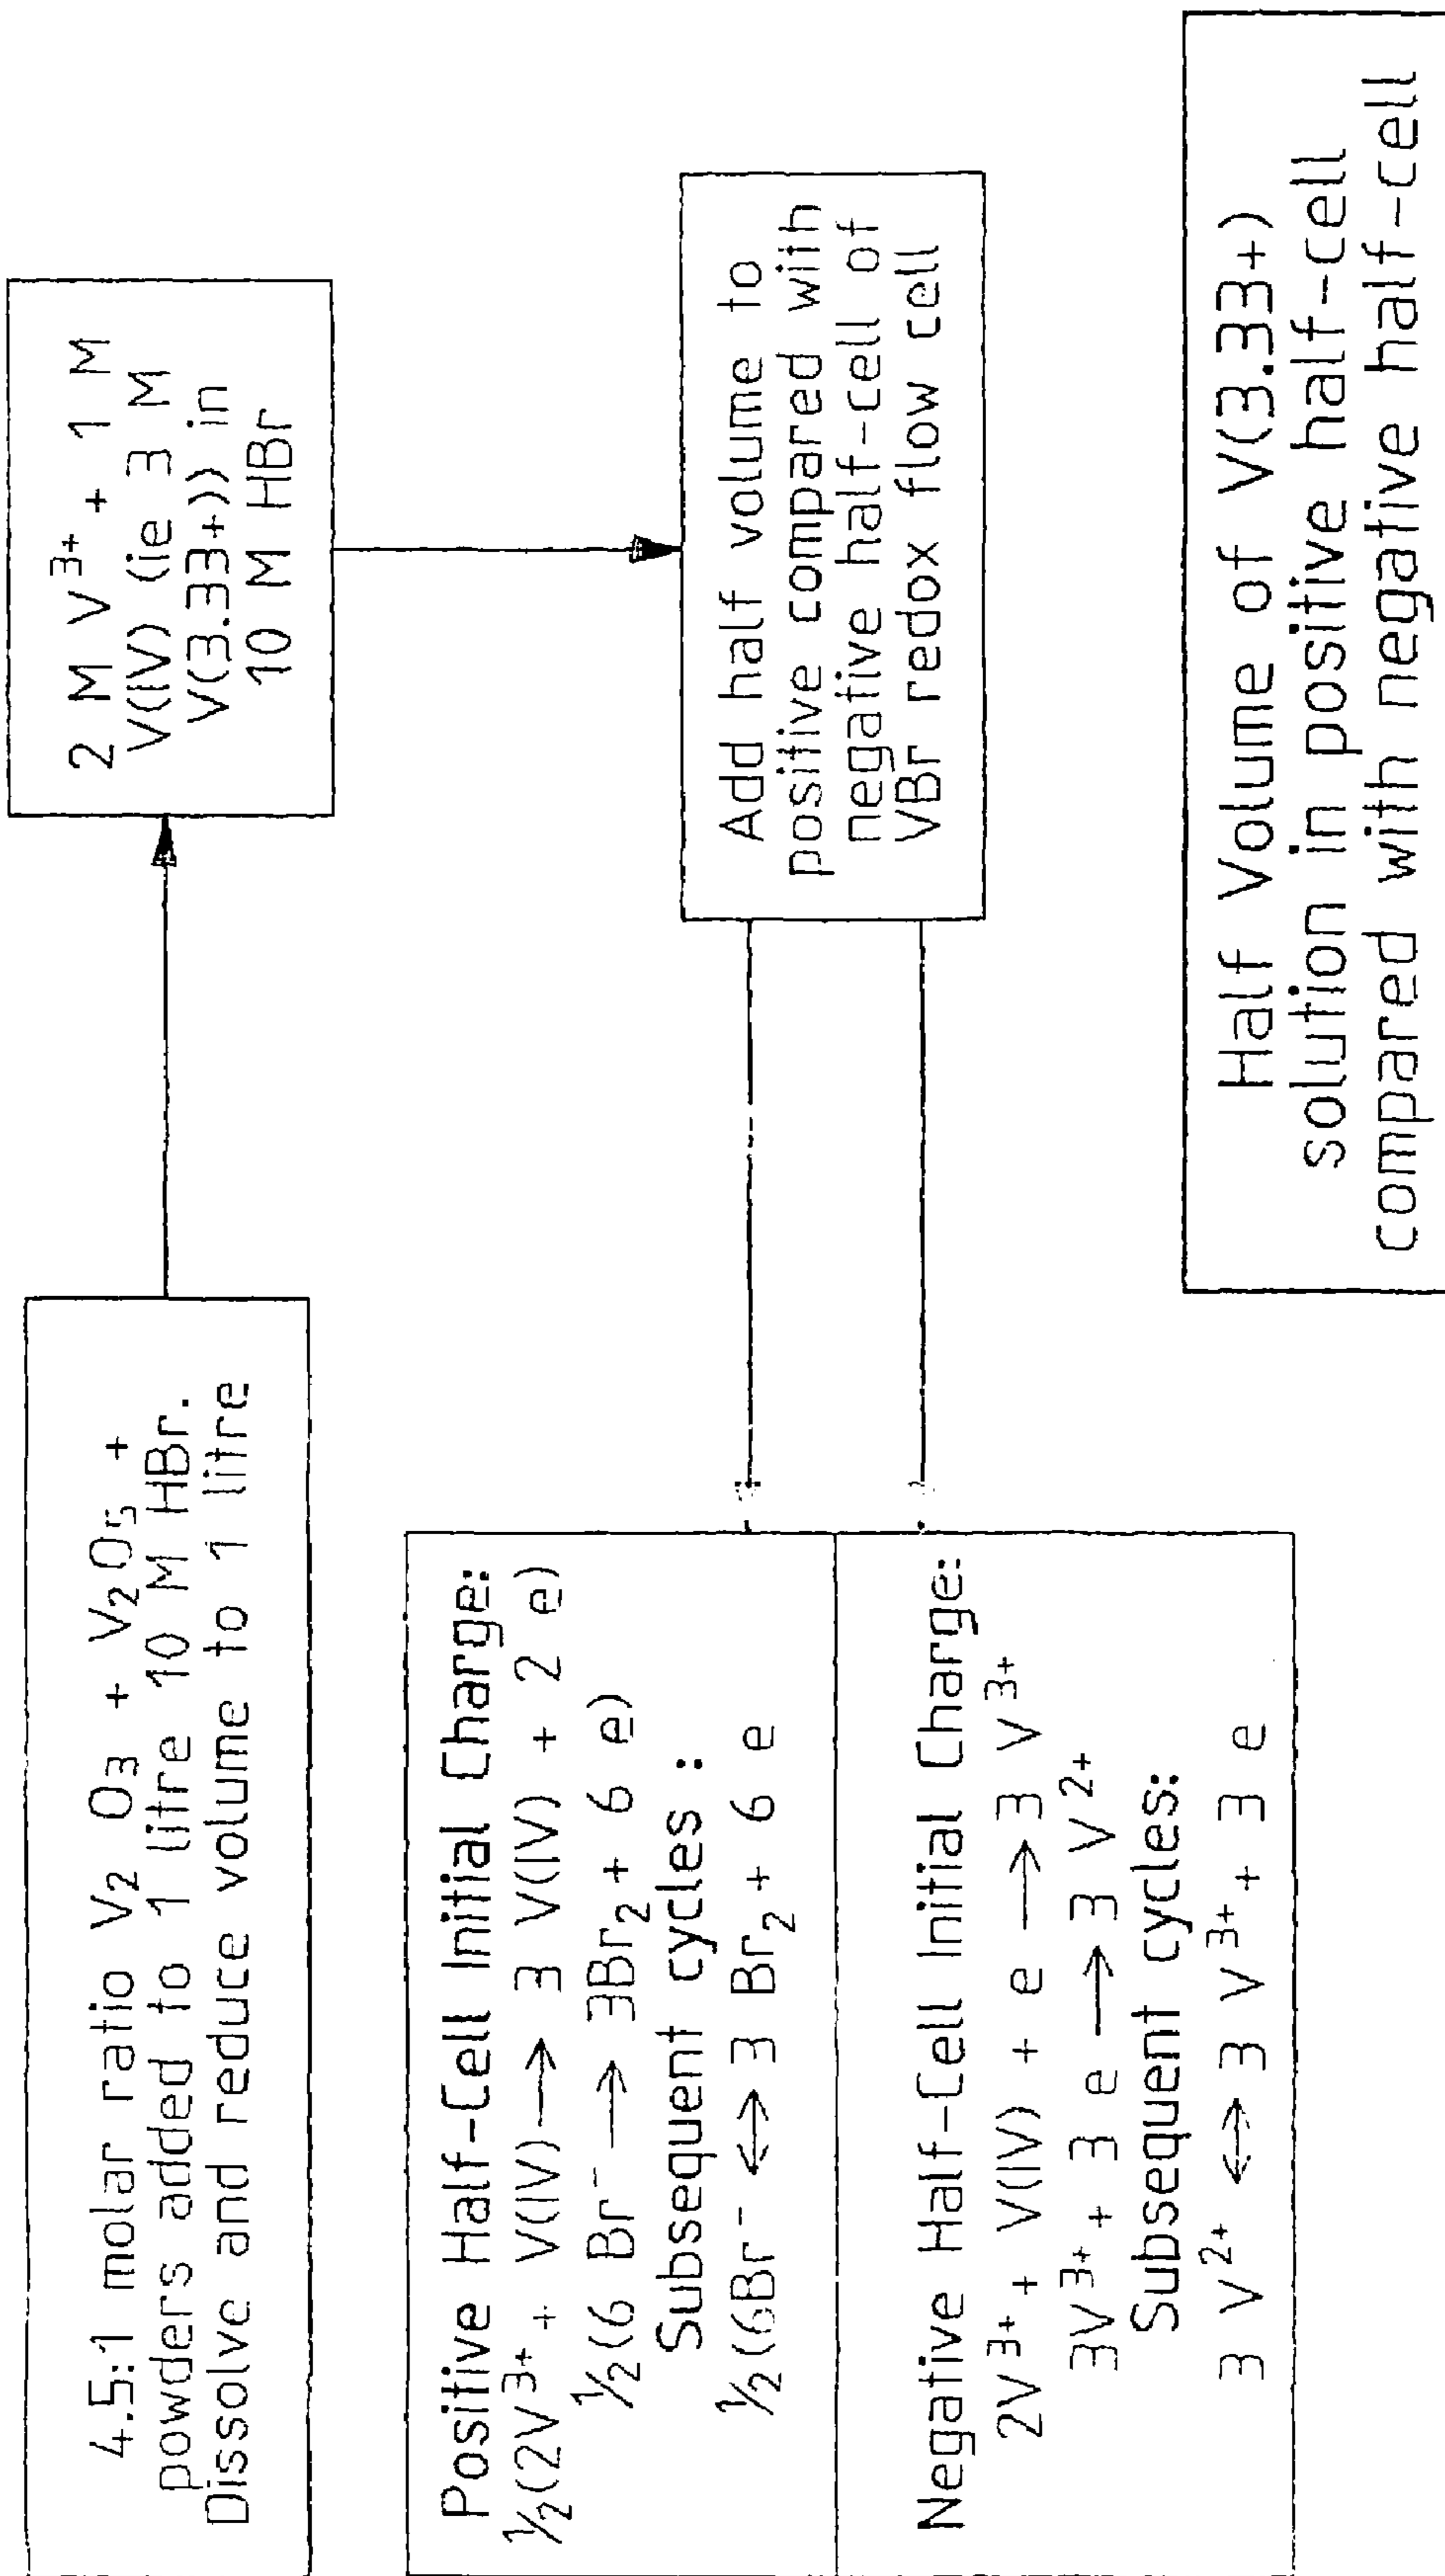 4.5:1 molar ratio V₂ O₃ + V₂O₅ +
powders added to 1 litre 10 M HBr.
Dissolve and reduce volume to 1 litre
2 M V³⁺ + 1 M
V(IV) (ie 3 M
V(3.33+)) in
10 M HBr
Add half volume to
positive compared with
negative half-cell of
VBr redox flow cell
Positive Half-Cell Initial Charge:
½(2V³⁺ + V(IV) → 3 V(IV) + 2 e)
½(6 Br⁻ → 3Br₂ + 6 e)
Subsequent cycles :
½(6Br⁻ ↔ 3 Br₂ + 6 e
Negative Half-Cell Initial Charge:
2V³⁺ + V(IV) + e → 3 V³⁺
3V³⁺ + 3 e → 3 V²⁺
Subsequent cycles:
3 V²⁺ ↔ 3 V³⁺ + 3 e
Half Volume of V(3.33+)
solution in positive half-cell
compared with negative half-cell